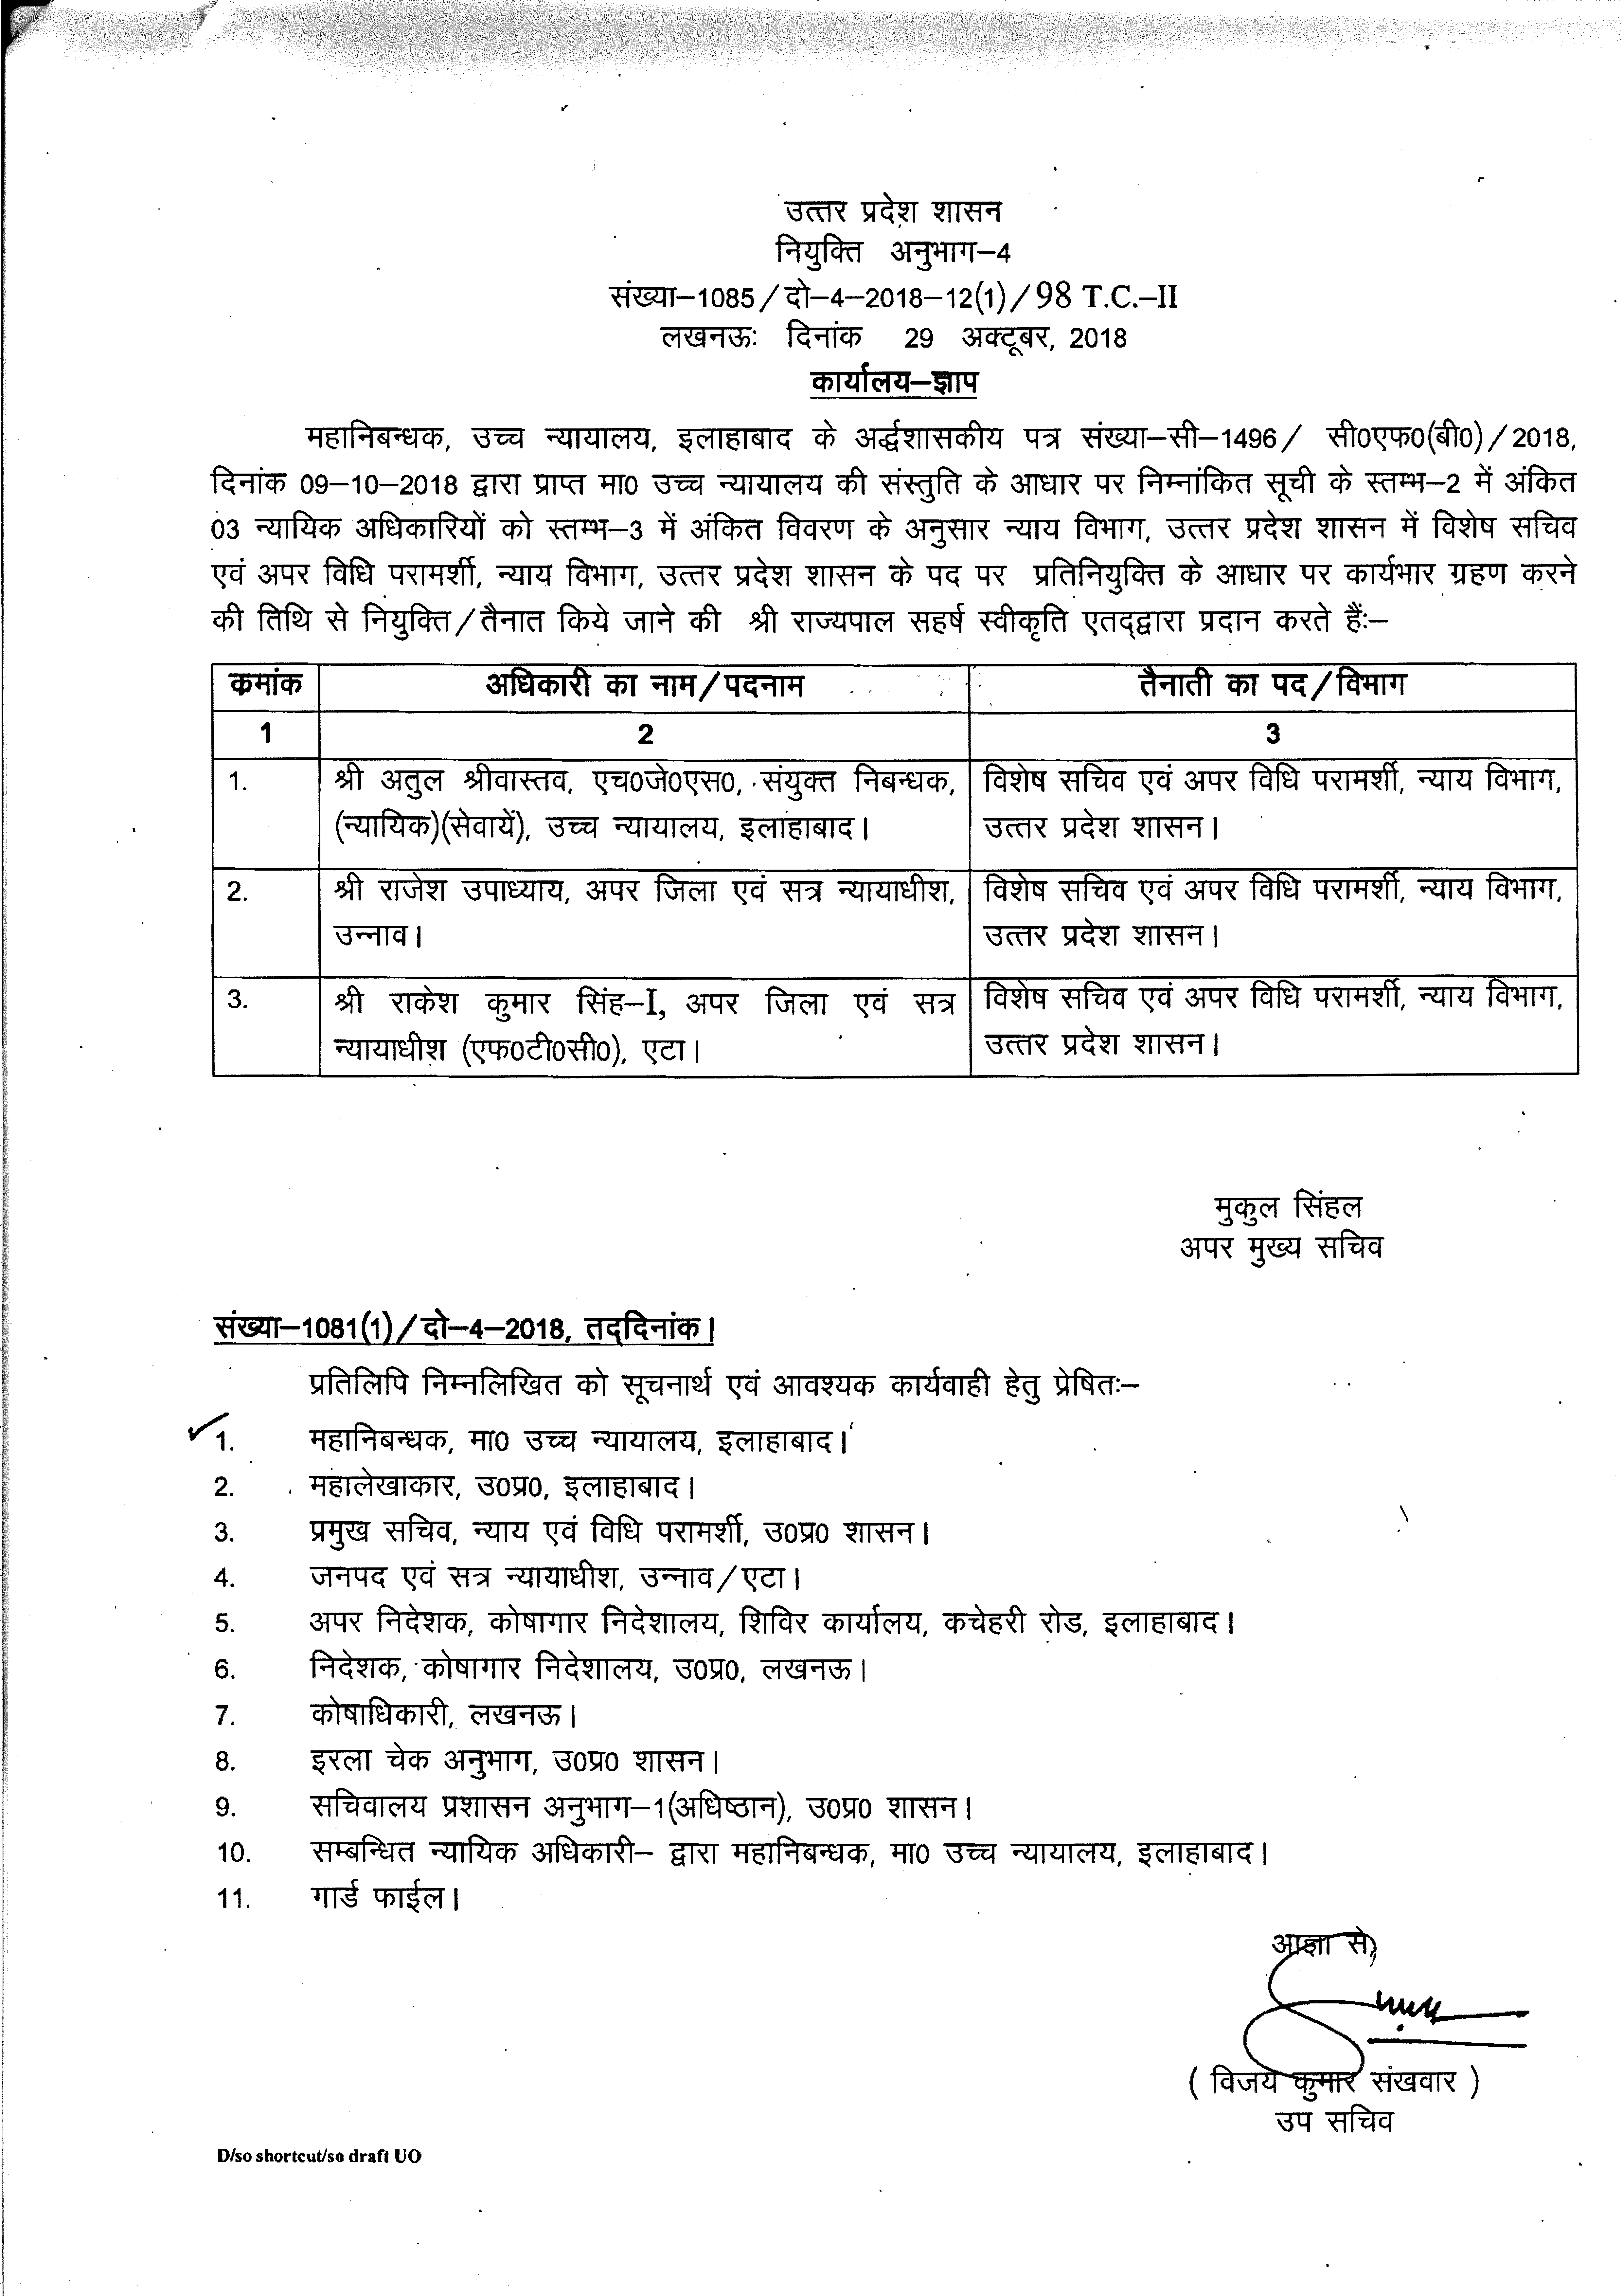 उत्तर प्रदेश शासन
नियुक्ति अनुभाग–4
संख्या–1085/दो–4–2018–12(1)/98 T.C.–II
लखनऊः दिनांक 29 अक्टूबर, 2018
कार्यालय–ज्ञाप
महानिबन्धक, उच्च न्यायालय, इलाहाबाद के अर्द्धशासकीय पत्र संख्या–सी–1496/ सी0एफ0(बी0)/2018,
दिनांक 09–10–2018 द्वारा प्राप्त मा0 उच्च न्यायालय की संस्तुति के आधार पर निम्नांकित सूची के स्तम्भ–2 में अंकित
03 न्यायिक अधिकारियों को स्तम्भ–3 में अंकित विवरण के अनुसार न्याय विभाग, उत्तर प्रदेश शासन में विशेष सचिव
एवं अपर विधि परामर्शी, न्याय विभाग, उत्तर प्रदेश शासन के पद पर प्रतिनियुक्ति के आधार पर कार्यभार ग्रहण करने
की तिथि से नियुक्ति/तैनात किये जाने की श्री राज्यपाल सहर्ष स्वीकृति एतद्द्वारा प्रदान करते हैंः–
क्रमांक अधिकारी का नाम/पदनाम तैनाती का पद/विभाग
1 2 3
1. श्री अतुल श्रीवास्तव, एच0जे0एस0, संयुक्त निबन्धक, विशेष सचिव एवं अपर विधि परामर्शी, न्याय विभाग,
(न्यायिक)(सेवायें), उच्च न्यायालय, इलाहाबाद। उत्तर प्रदेश शासन।
2. श्री राजेश उपाध्याय, अपर जिला एवं सत्र न्यायाधीश, विशेष सचिव एवं अपर विधि परामर्शी, न्याय विभाग,
उन्नाव। उत्तर प्रदेश शासन।
3. श्री राकेश कुमार सिंह–I, अपर जिला एवं सत्र विशेष सचिव एवं अपर विधि परामर्शी, न्याय विभाग,
न्यायाधीश (एफ0टी0सी0), एटा। उत्तर प्रदेश शासन।
मुकुल सिंहल
अपर मुख्य सचिव
संख्या–1081(1)/दो–4–2018, तद्दिनांक।
प्रतिलिपि निम्नलिखित को सूचनार्थ एवं आवश्यक कार्यवाही हेतु प्रेषितः–
1. महानिबन्धक, मा0 उच्च न्यायालय, इलाहाबाद।
2. महालेखाकार, उ0प्र0, इलाहाबाद।
3. प्रमुख सचिव, न्याय एवं विधि परामर्शी, उ0प्र0 शासन।
4. जनपद एवं सत्र न्यायाधीश, उन्नाव/एटा।
5. अपर निदेशक, कोषागार निदेशालय, शिविर कार्यालय, कचेहरी रोड, इलाहाबाद।
6. निदेशक, कोषागार निदेशालय, उ0प्र0, लखनऊ।
7. कोषाधिकारी, लखनऊ।
8. इरला चेक अनुभाग, उ0प्र0 शासन।
9. सचिवालय प्रशासन अनुभाग–1(अधिष्ठान), उ0प्र0 शासन।
10. सम्बन्धित न्यायिक अधिकारी– द्वारा महानिबन्धक, मा0 उच्च न्यायालय, इलाहाबाद।
11. गार्ड फाईल।
आज्ञा से,
( विजय कुमार संखवार )
उप सचिव
D/so shortcut/so draft UO